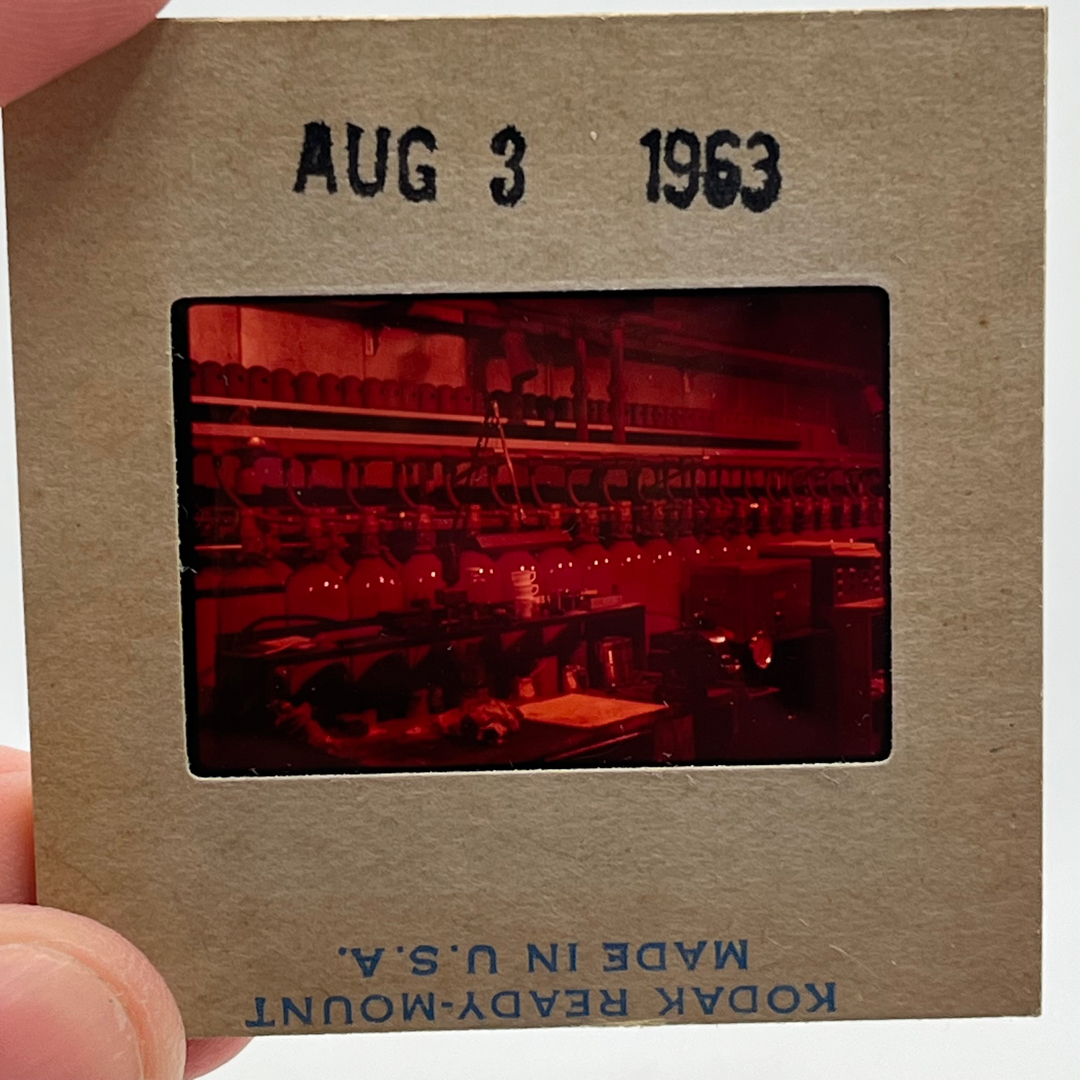 AUG 3 1963
KODAK READY-MOUNT
MADE IN U.S.A.